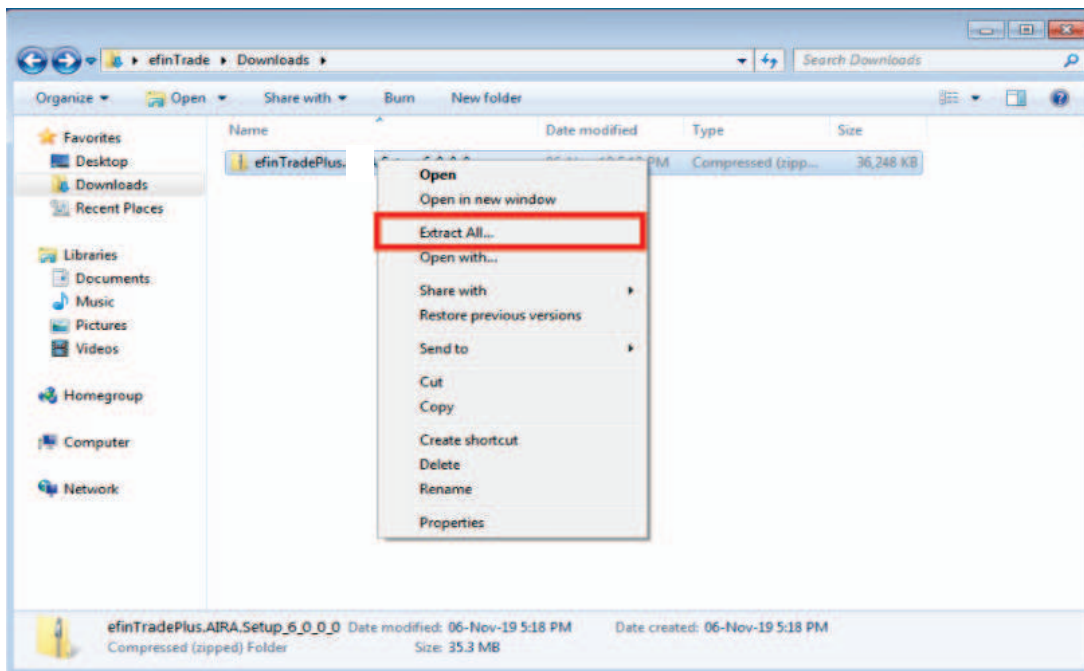 efinTrade Downloads
Search Downloads
Organize Open Share with Burn New folder
Favorites
Desktop
Downloads
Recent Places
Libraries
Documents
Music
Pictures
Videos
Homegroup
Computer
Network
Name Date modified Type Size
efinTradePlus. PM Compressed (zipp... 36,248 KB
Open
Open in new window
Extract All...
Open with...
Share with
Restore previous versions
Send to
Cut
Copy
Create shortcut
Delete
Rename
Properties
efinTradePlus.AIRA.Setup_6_0_0_0 Date modified: 06-Nov-19 5:18 PM Date created: 06-Nov-19 5:18 PM
Compressed (zipped) Folder Size: 35.3 MB